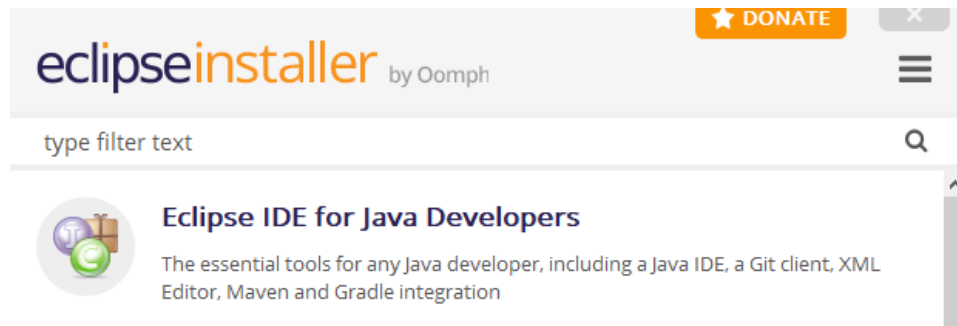 DONATE
eclipseinstaller by Oomph
type filter text
Eclipse IDE for Java Developers
The essential tools for any Java developer, including a Java IDE, a Git client, XML
Editor, Maven and Gradle integration